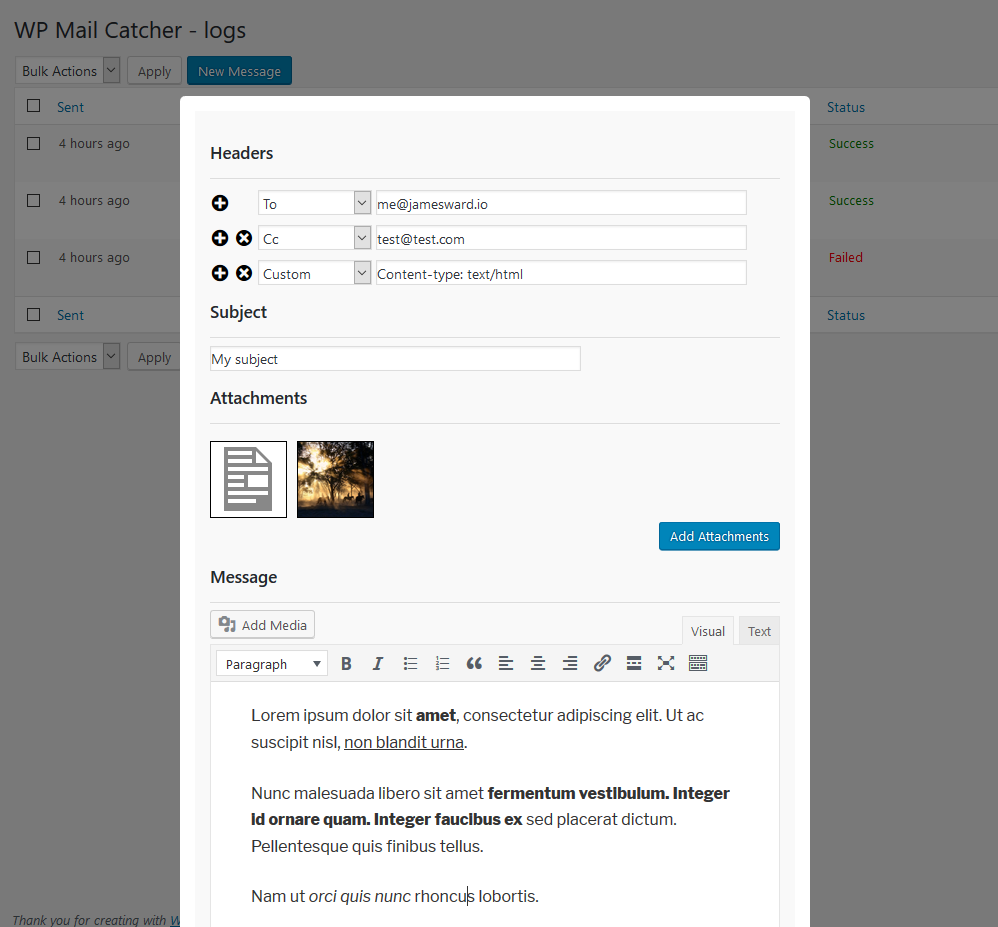 WP Mail Catcher - logs
Bulk Actions Apply New Message
Sent Status
4 hours ago Success
4 hours ago Success
4 hours ago Failed
Sent Status
Bulk Actions Apply
Headers
To me@jamesward.io
Cc test@test.com
Custom Content-type: text/html
Subject
My subject
Attachments
Add Attachments
Message
Add Media Visual Text
Paragraph B I
Lorem ipsum dolor sit amet, consectetur adipiscing elit. Ut ac
suscipit nisl, non blandit urna.
Nunc malesuada libero sit amet fermentum vestibulum. Integer
id ornare quam. Integer faucibus ex sed placerat dictum.
Pellentesque quis finibus tellus.
Nam ut orci quis nunc rhoncus lobortis.
Thank you for creating with